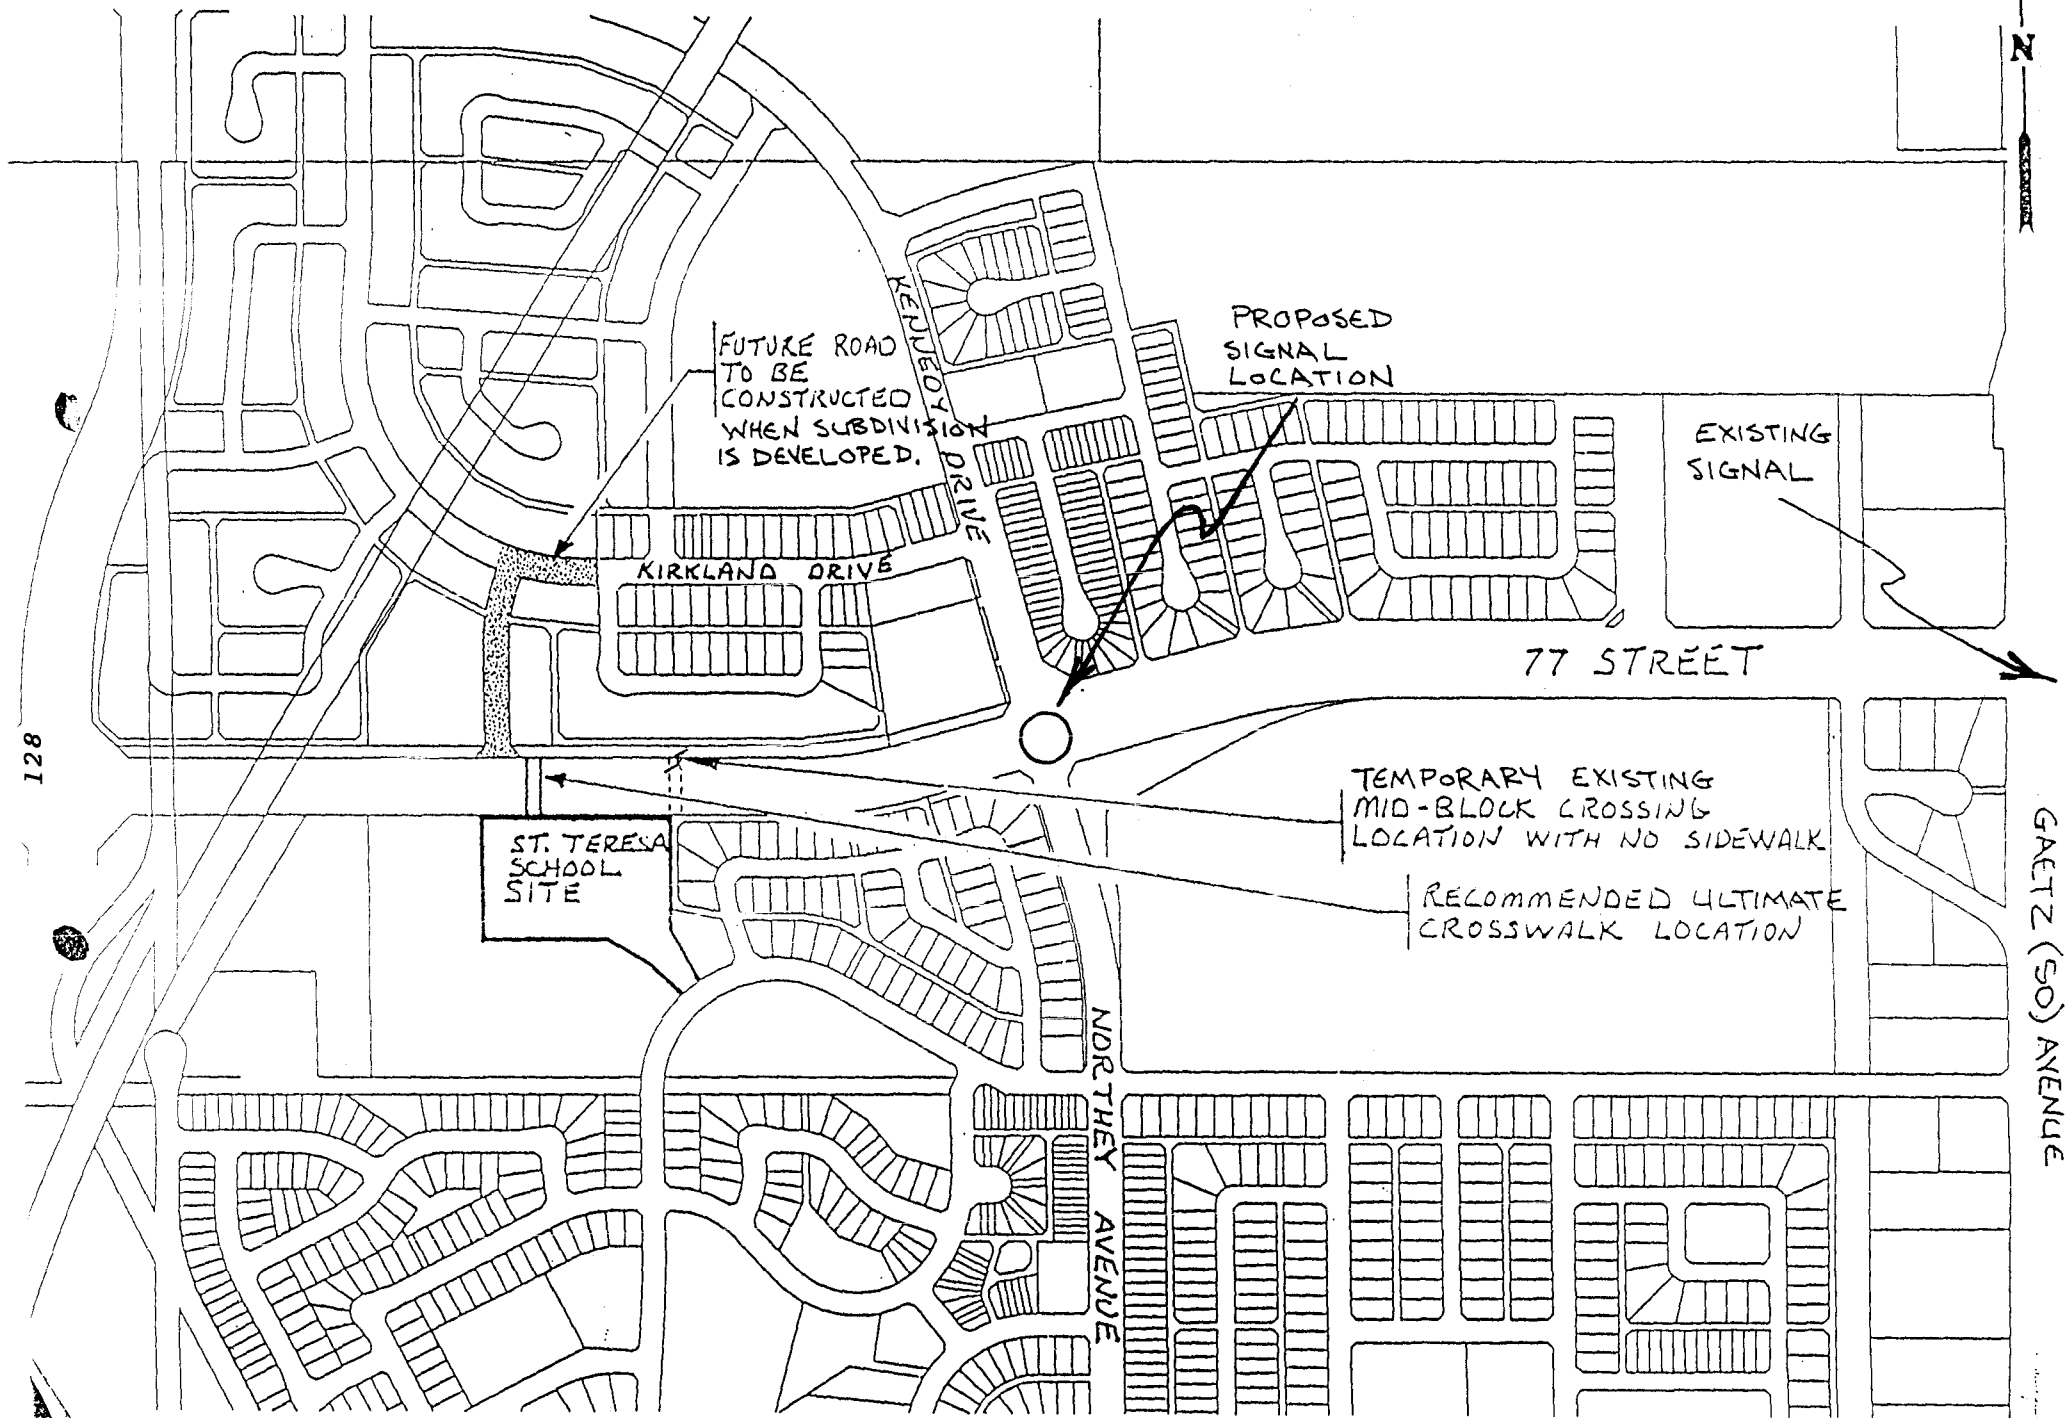 N
KENNEDY DRIVE
PROPOSED
SIGNAL
LOCATION
FUTURE ROAD
TO BE
CONSTRUCTED
WHEN SUBDIVISION
IS DEVELOPED.
EXISTING
SIGNAL
KIRKLAND DRIVE
77 STREET
128
TEMPORARY EXISTING
MID-BLOCK CROSSING
LOCATION WITH NO SIDEWALK
ST. TERESA
SCHOOL
SITE
RECOMMENDED ULTIMATE
CROSSWALK LOCATION
GAETZ (50) AVENUE
NORTHEY AVENUE